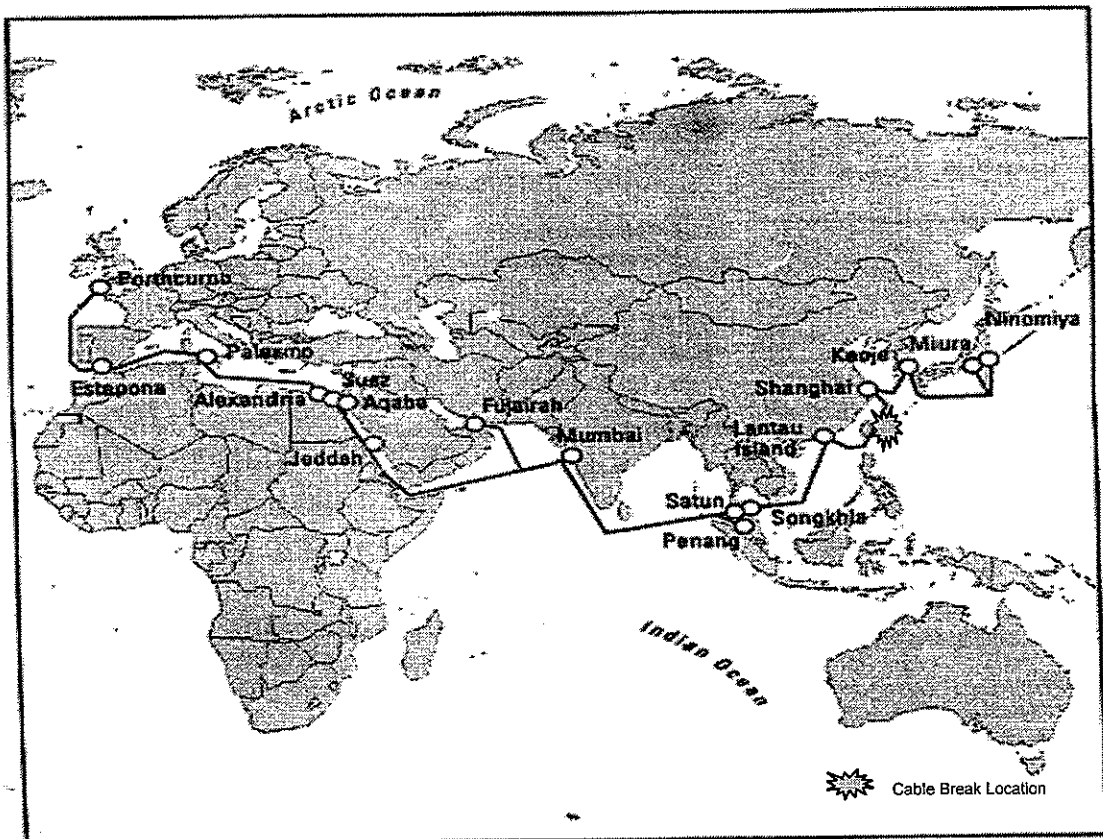 Arctic Ocean
Porthcurno
Ninomiya
Palermo
Keoje
Miura
Estapona
Suez
Shanghai
Alexandria
Aqaba
Fujairah
Lantau
Island
Mumbai
Jeddah
Satun
Songkhla
Penang
Indian Ocean
Cable Break Location